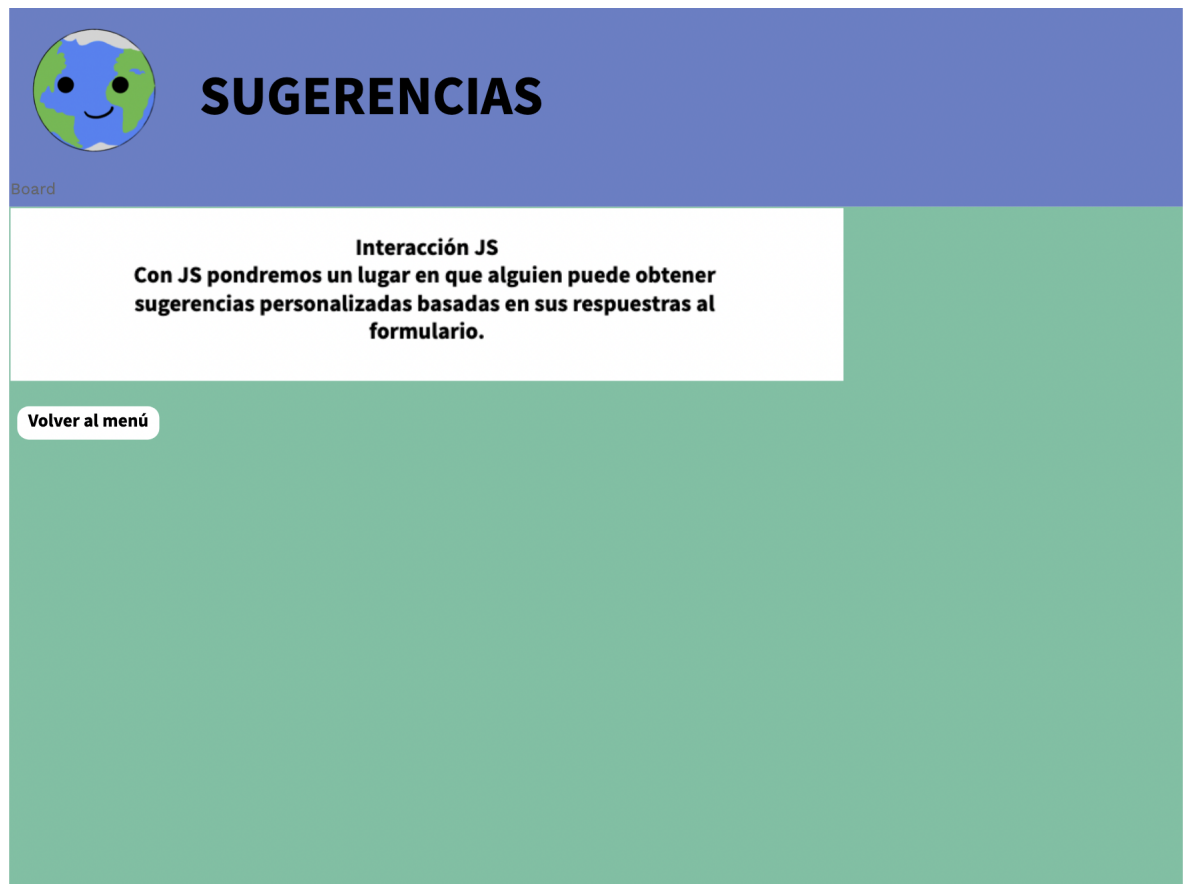 SUGERENCIAS
Board
Interacción JS
Con JS pondremos un lugar en que alguien puede obtener
sugerencias personalizadas basadas en sus respuestras al
formulario.
Volver al menú